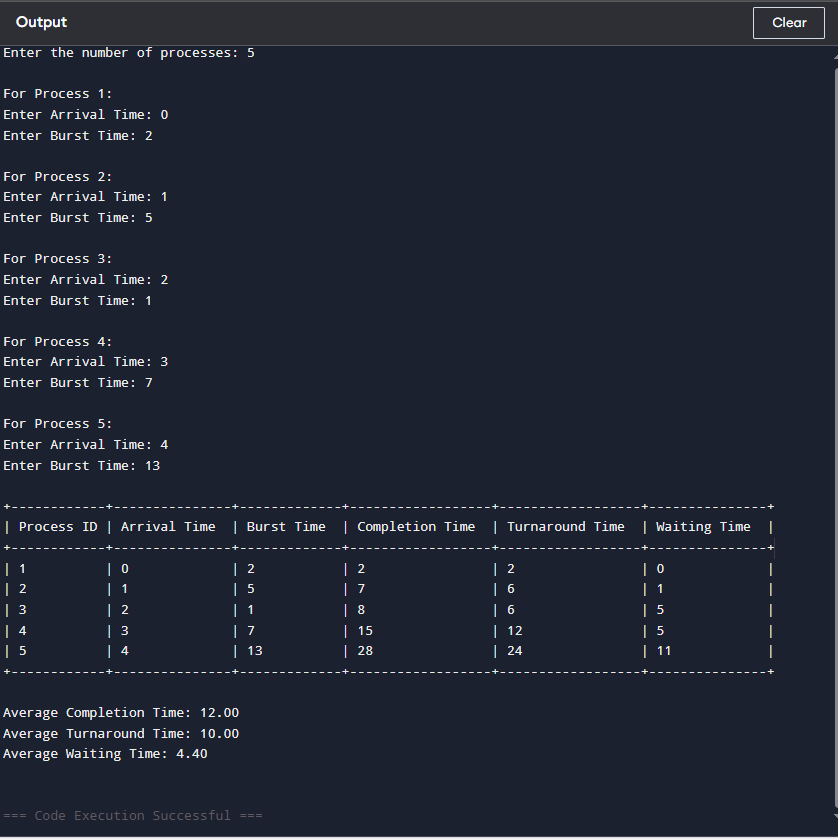 Output
Clear
Enter the number of processes: 5
For Process 1:
Enter Arrival Time: 0
Enter Burst Time: 2
For Process 2:
Enter Arrival Time: 1
Enter Burst Time: 5
For Process 3:
Enter Arrival Time: 2
Enter Burst Time: 1
For Process 4:
Enter Arrival Time: 3
Enter Burst Time: 7
For Process 5:
Enter Arrival Time: 4
Enter Burst Time: 13
+------------+---------------+-------------+------------------+------------------+---------------+
| Process ID | Arrival Time  | Burst Time  | Completion Time  | Turnaround Time  | Waiting Time  |
+------------+---------------+-------------+------------------+------------------+---------------+
| 1          | 0             | 2           | 2                | 2                | 0             |
| 2          | 1             | 5           | 7                | 6                | 1             |
| 3          | 2             | 1           | 8                | 6                | 5             |
| 4          | 3             | 7           | 15               | 12               | 5             |
| 5          | 4             | 13          | 28               | 24               | 11            |
+------------+---------------+-------------+------------------+------------------+---------------+
Average Completion Time: 12.00
Average Turnaround Time: 10.00
Average Waiting Time: 4.40
=== Code Execution Successful ===